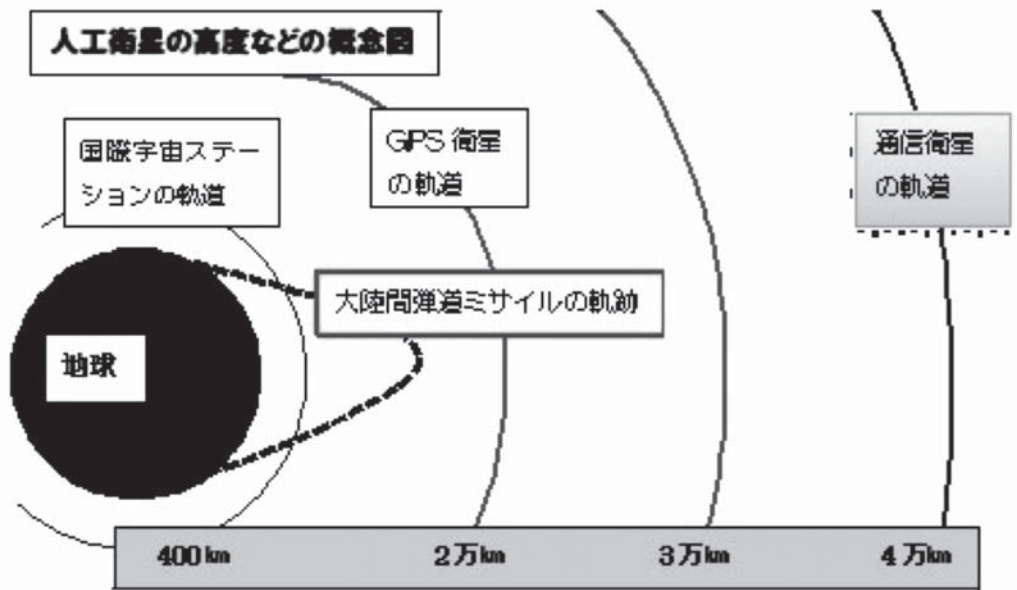 人工衛星の高度などの概念図
国際宇宙ステー
ションの軌道
GPS 衛星
の軌道
通信衛星
の軌道
大陸間弾道ミサイルの軌跡
地球
400km 2万km 3万km 4万km